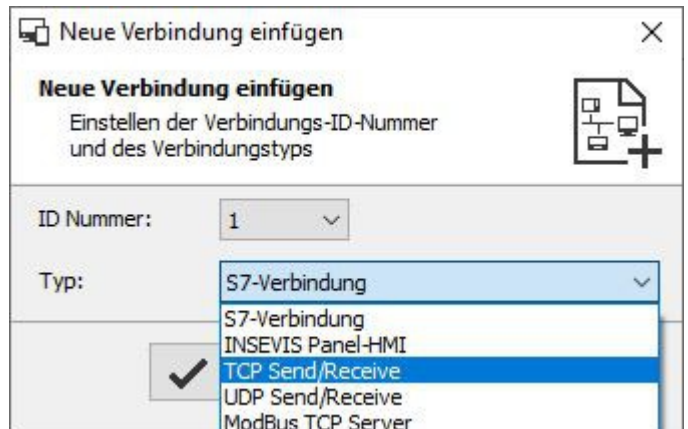 Neue Verbindung einfügen
Neue Verbindung einfügen
Einstellen der Verbindungs-ID-Nummer
und des Verbindungstyps
ID Nummer:
1
Typ:
S7-Verbindung
S7-Verbindung
INSEVIS Panel-HMI
TCP Send/Receive
UDP Send/Receive
ModBus TCP Server